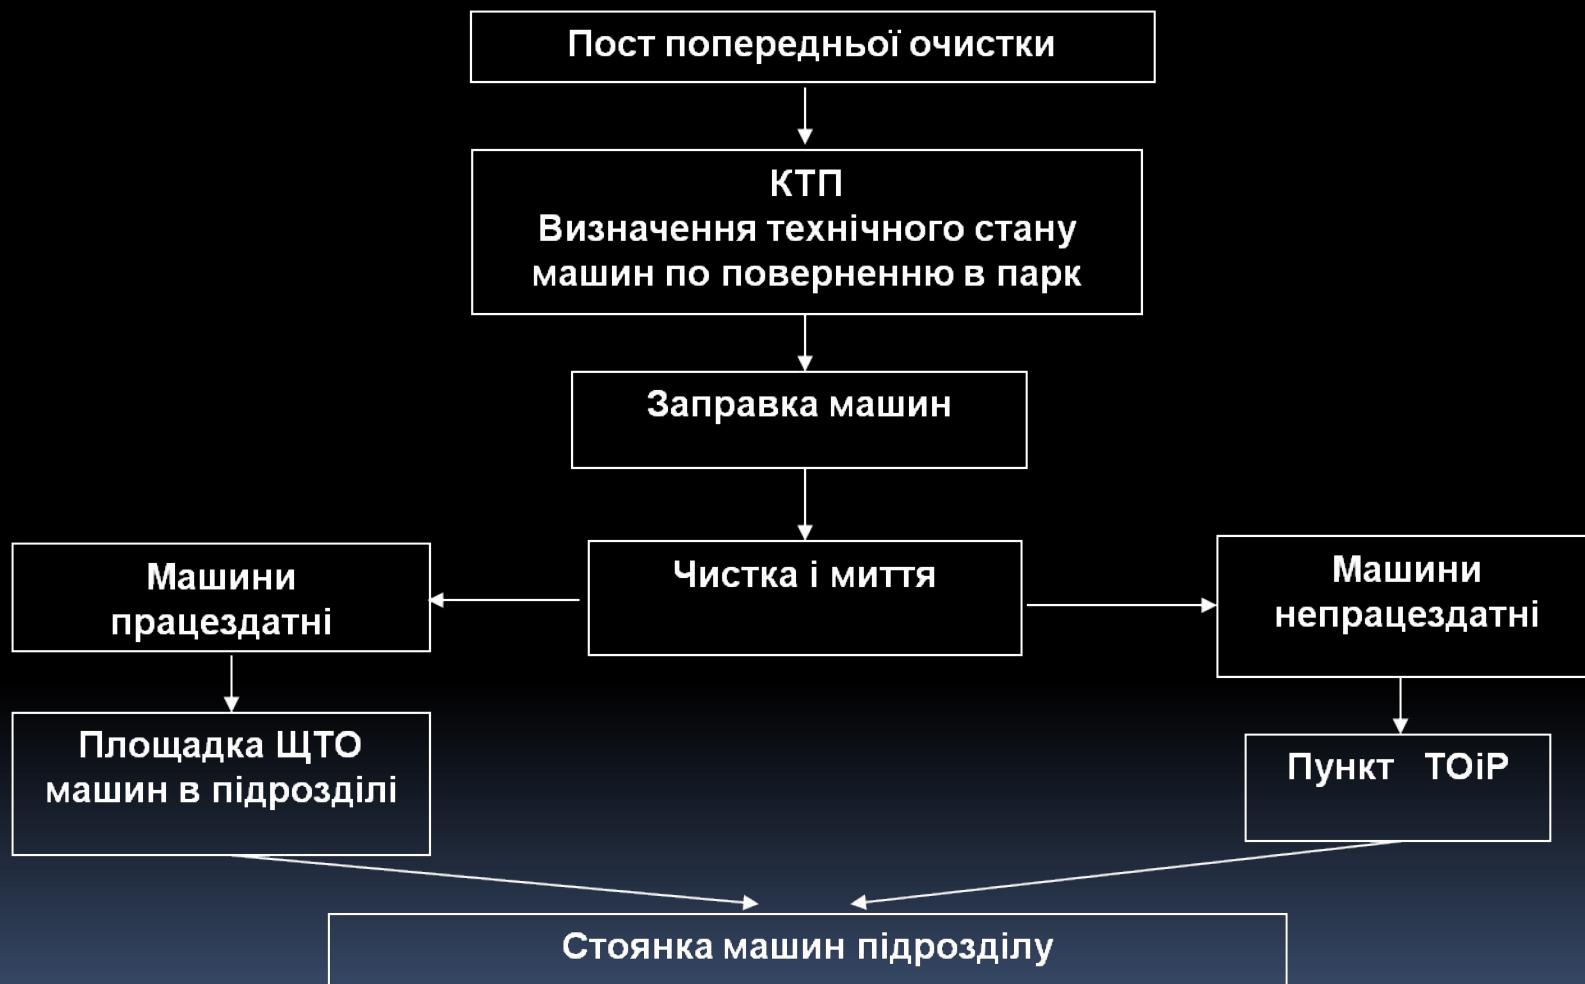 Пост попередньої очистки
КТП
Визначення технічного стану
машин по поверненню в парк
Заправка машин
Чистка і миття
Машини
працездатні
Машини
непрацездатні
Площадка ЩТО
машин в підрозділі
Пункт ТОіР
Стоянка машин підрозділу